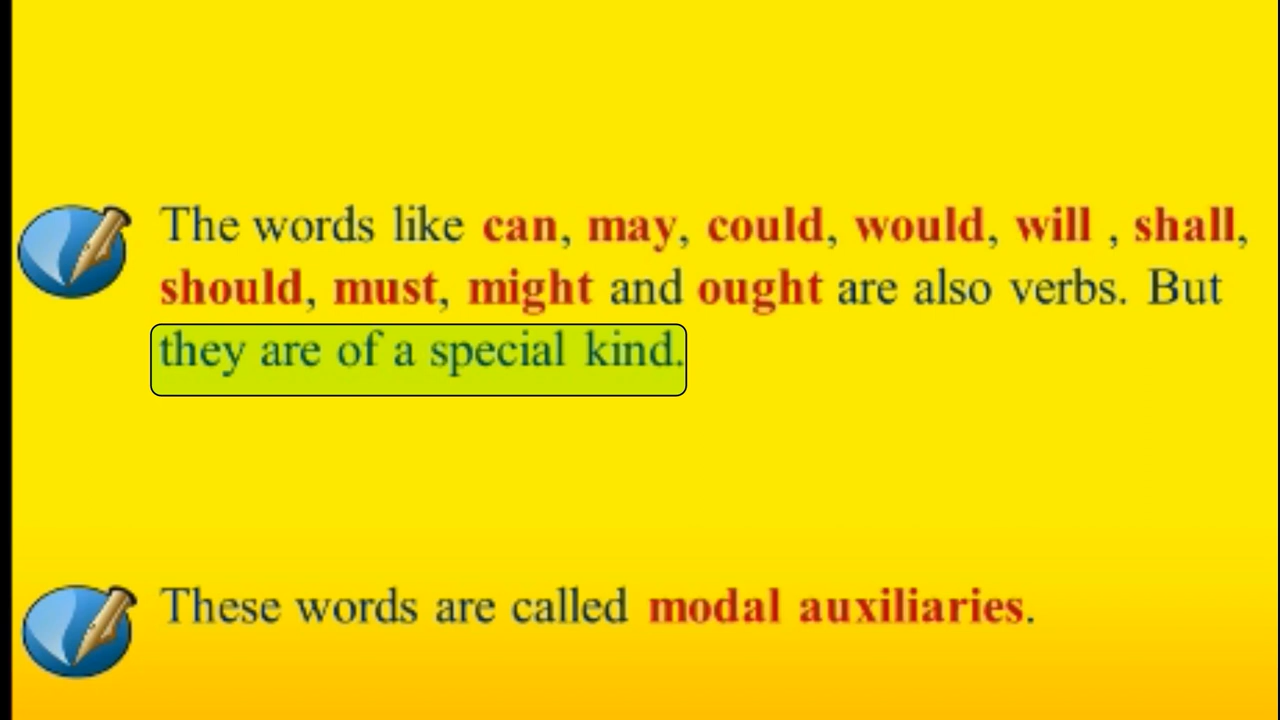 The words like can, may, could, would, will , shall,
should, must, might and ought are also verbs. But
they are of a special kind.
These words are called modal auxiliaries.